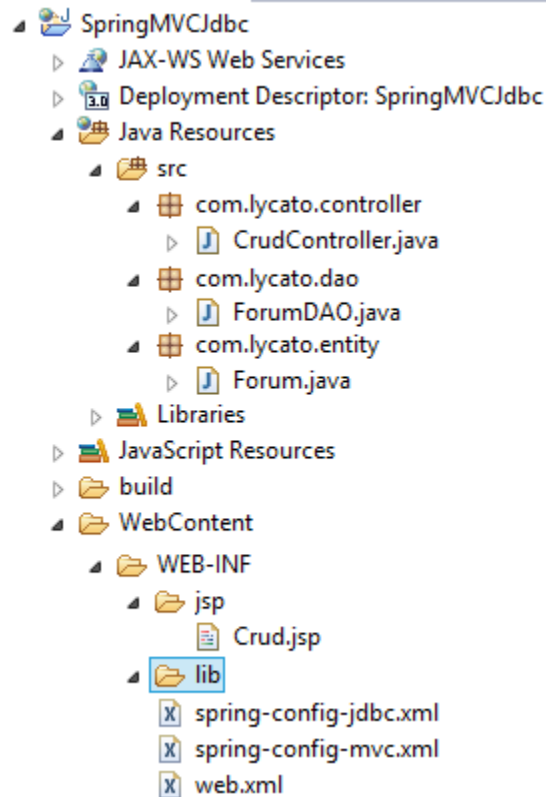 SpringMVCJdbc
JAX-WS Web Services
3.0 Deployment Descriptor: SpringMVCJdbc
Java Resources
src
com.lycato.controller
J CrudController.java
com.lycato.dao
J ForumDAO.java
com.lycato.entity
J Forum.java
Libraries
JavaScript Resources
build
WebContent
WEB-INF
jsp
Crud.jsp
lib
X spring-config-jdbc.xml
X spring-config-mvc.xml
X web.xml